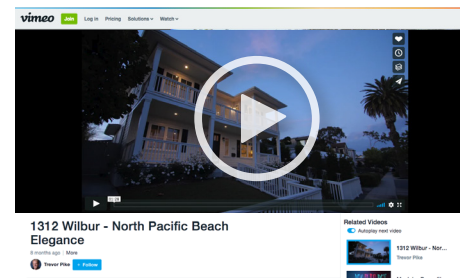 vimeo Join Log in Pricing Solutions Watch
1312 Wilbur - North Pacific Beach
Elegance
8 months ago More
Trevor Pike + Follow
Related Videos
Autoplay next video
1312 Wilbur - Nor...
Trevor Pike